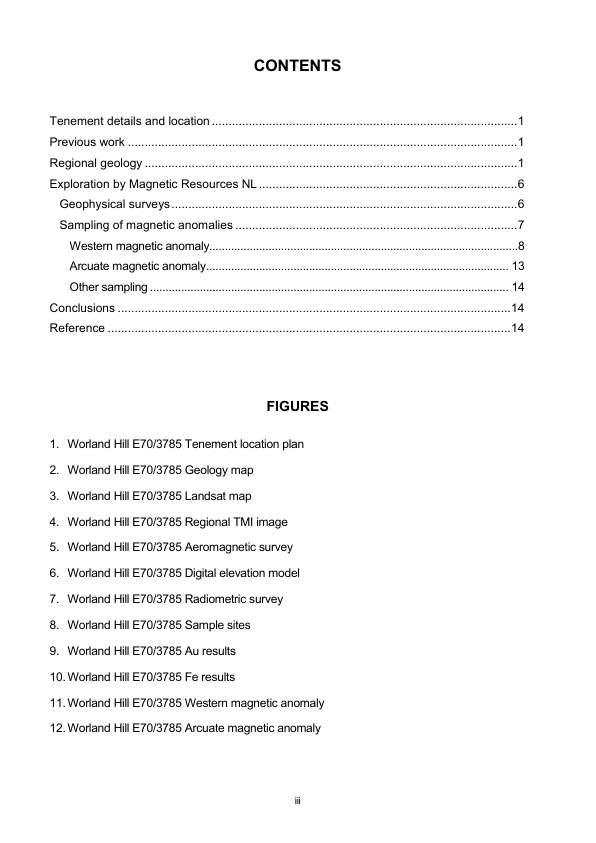 CONTENTS
Tenement details and location ............................................................................................1
Previous work .....................................................................................................................1
Regional geology ................................................................................................................1
Exploration by Magnetic Resources NL ..............................................................................6
Geophysical surveys........................................................................................................6
Sampling of magnetic anomalies .....................................................................................7
Western magnetic anomaly.....................................................................................................8
Arcuate magnetic anomaly................................................................................................... 13
Other sampling ..................................................................................................................... 14
Conclusions ......................................................................................................................14
Reference .........................................................................................................................14
FIGURES
1. Worland Hill E70/3785 Tenement location plan
2. Worland Hill E70/3785 Geology map
3. Worland Hill E70/3785 Landsat map
4. Worland Hill E70/3785 Regional TMI image
5. Worland Hill E70/3785 Aeromagnetic survey
6. Worland Hill E70/3785 Digital elevation model
7. Worland Hill E70/3785 Radiometric survey
8. Worland Hill E70/3785 Sample sites
9. Worland Hill E70/3785 Au results
10. Worland Hill E70/3785 Fe results
11. Worland Hill E70/3785 Western magnetic anomaly
12. Worland Hill E70/3785 Arcuate magnetic anomaly
iii